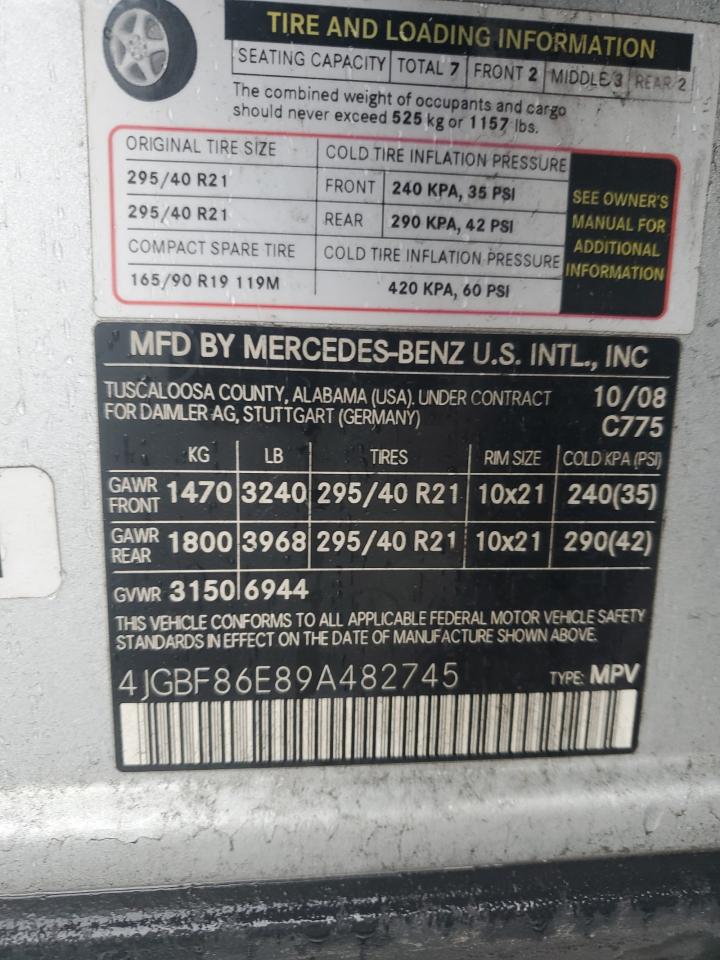 TIRE AND LOADING INFORMATION
SEATING CAPACITY TOTAL 7 FRONT 2 MIDDLE 3 REAR 2
The combined weight of occupants and cargo
should never exceed 525 kg or 1157 lbs.
ORIGINAL TIRE SIZE COLD TIRE INFLATION PRESSURE
295/40 R21 FRONT 240 KPA, 35 PSI
295/40 R21 REAR 290 KPA, 42 PSI
COMPACT SPARE TIRE COLD TIRE INFLATION PRESSURE
165/90 R19 119M 420 KPA, 60 PSI
SEE OWNER'S
MANUAL FOR
ADDITIONAL
INFORMATION
MFD BY MERCEDES-BENZ U.S. INTL., INC
TUSCALOOSA COUNTY, ALABAMA (USA). UNDER CONTRACT 10/08
FOR DAIMLER AG, STUTTGART (GERMANY) C775
KG LB TIRES RIM SIZE COLD KPA (PSI)
GAWR FRONT 1470 3240 295/40 R21 10x21 240(35)
GAWR REAR 1800 3968 295/40 R21 10x21 290(42)
GVWR 3150 6944
THIS VEHICLE CONFORMS TO ALL APPLICABLE FEDERAL MOTOR VEHICLE SAFETY
STANDARDS IN EFFECT ON THE DATE OF MANUFACTURE SHOWN ABOVE.
4JGBF86E89A482745 TYPE: MPV